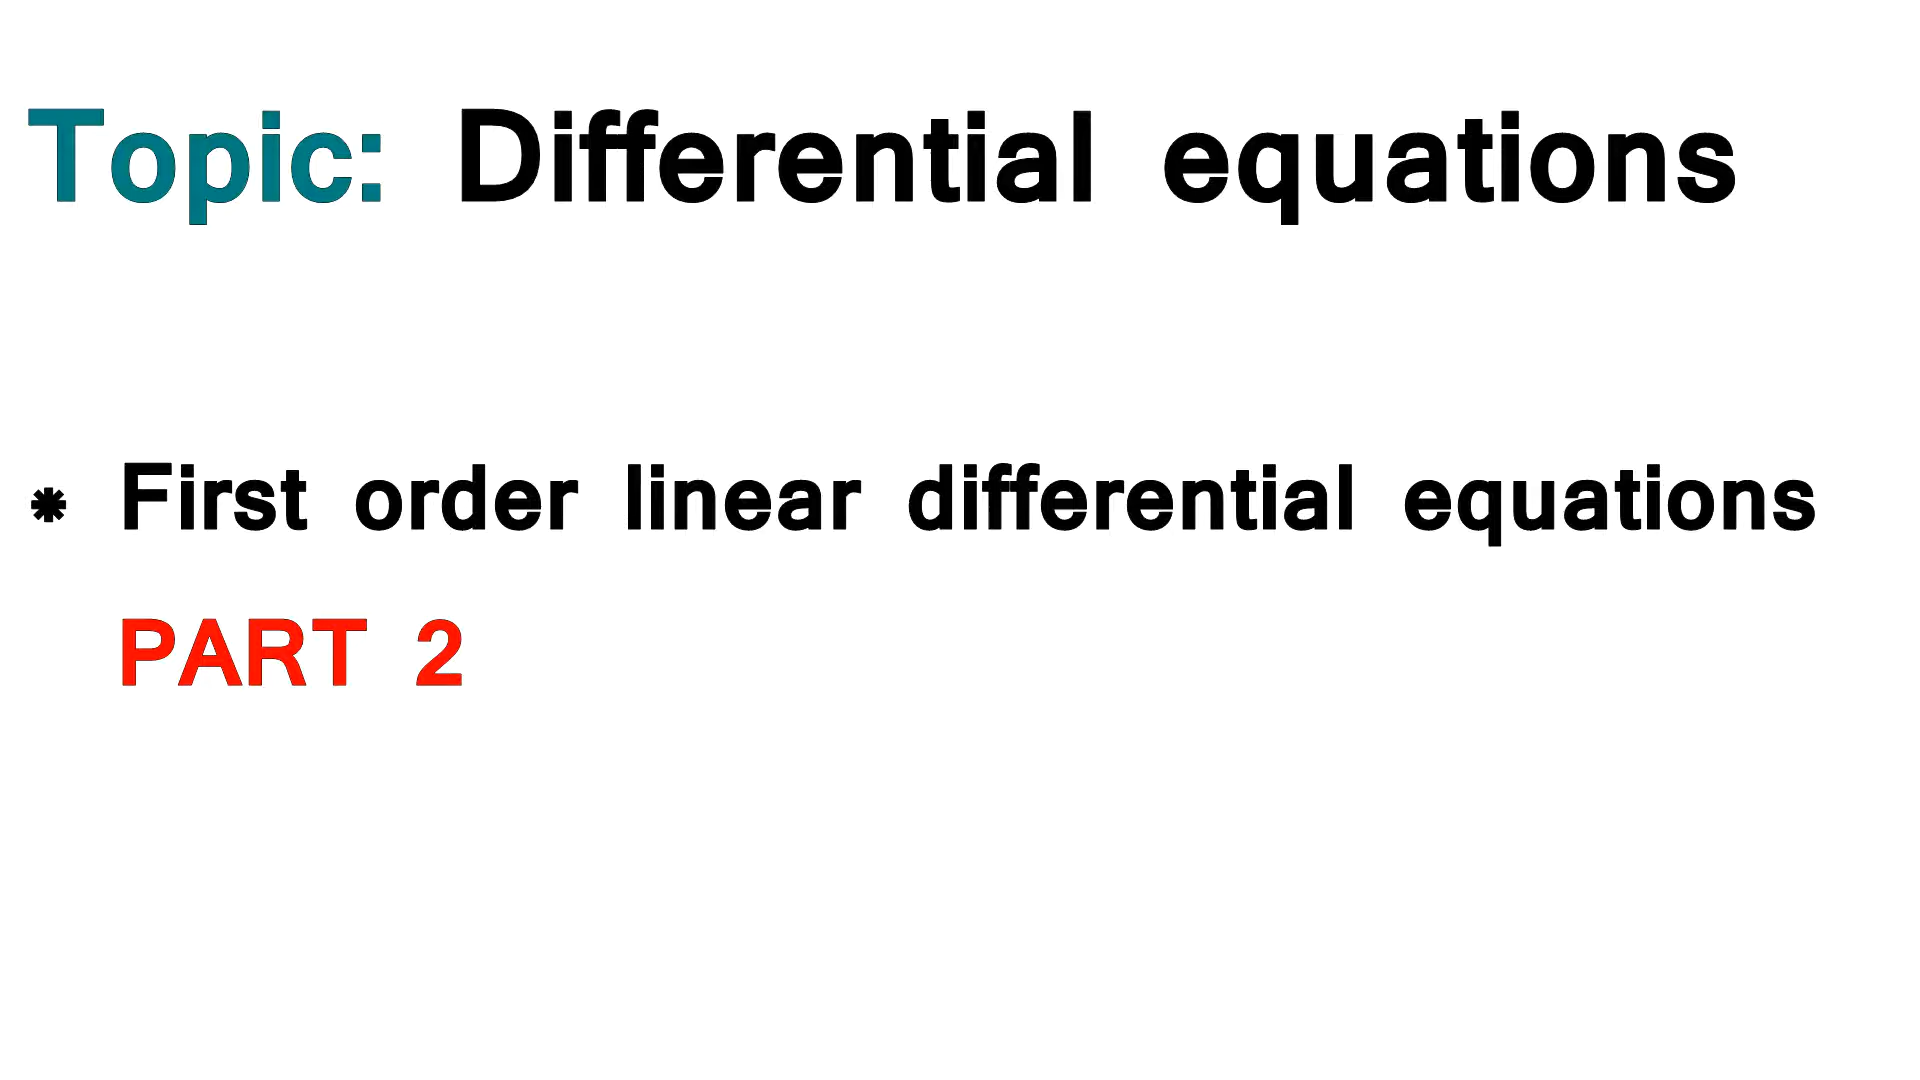 Topic: Differential equations
* First order linear differential equations
PART 2